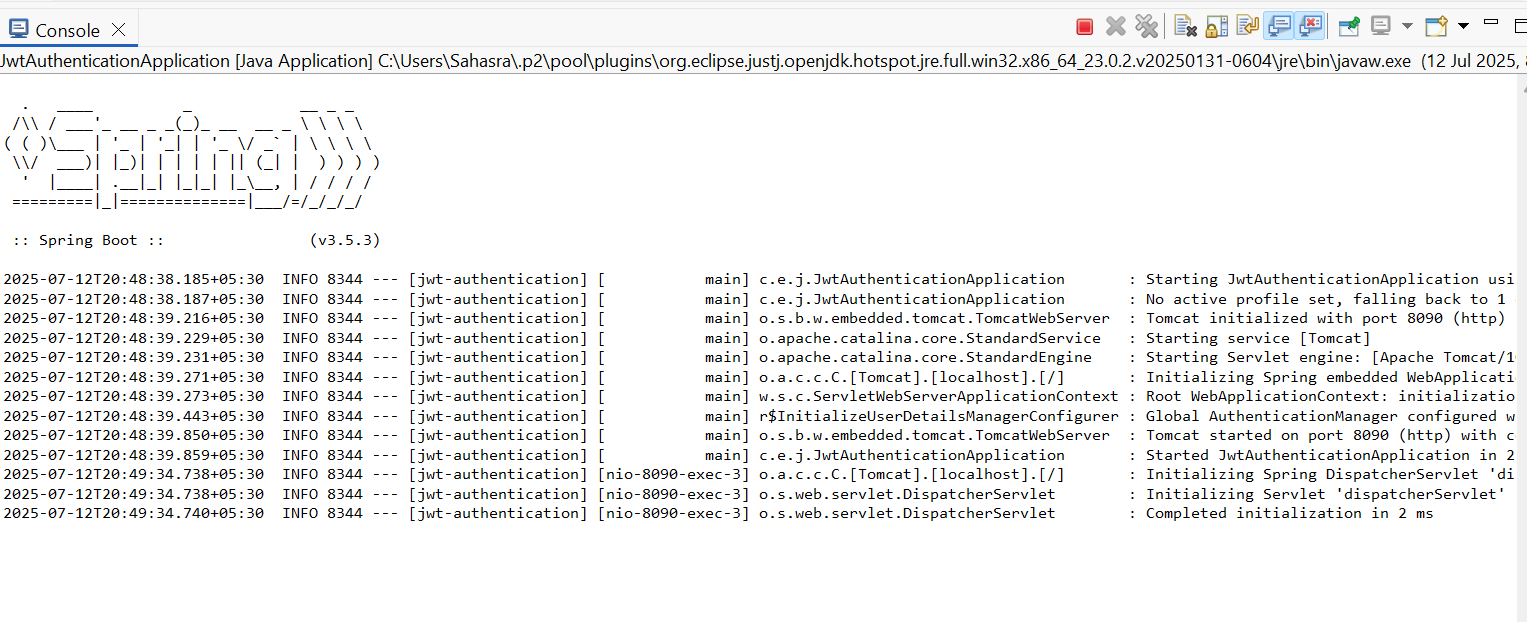 Console
JwtAuthenticationApplication [Java Application] C:\Users\Sahasra\.p2\pool\plugins\org.eclipse.justj.openjdk.hotspot.jre.full.win32.x86_64_23.0.2.v20250131-0604\jre\bin\javaw.exe (12 Jul 2025,
  .   ____          _            __ _ _
 /\\ / ___'_ __ _ _(_)_ __  __ _ \ \ \ \
( ( )\___ | '_ | '_| | '_ \/ _` | \ \ \ \
 \\/  ___)| |_)| | | | | || (_| |  ) ) ) )
  '  |____| .__|_| |_|_| |_\__, | / / / /
 =========|_|==============|___/=/_/_/_/
 :: Spring Boot ::                (v3.5.3)
2025-07-12T20:48:38.185+05:30  INFO 8344 --- [jwt-authentication] [           main] c.e.j.JwtAuthenticationApplication       : Starting JwtAuthenticationApplication usi
2025-07-12T20:48:38.187+05:30  INFO 8344 --- [jwt-authentication] [           main] c.e.j.JwtAuthenticationApplication       : No active profile set, falling back to 1
2025-07-12T20:48:39.216+05:30  INFO 8344 --- [jwt-authentication] [           main] o.s.b.w.embedded.tomcat.TomcatWebServer  : Tomcat initialized with port 8090 (http)
2025-07-12T20:48:39.229+05:30  INFO 8344 --- [jwt-authentication] [           main] o.apache.catalina.core.StandardService   : Starting service [Tomcat]
2025-07-12T20:48:39.231+05:30  INFO 8344 --- [jwt-authentication] [           main] o.apache.catalina.core.StandardEngine    : Starting Servlet engine: [Apache Tomcat/1
2025-07-12T20:48:39.271+05:30  INFO 8344 --- [jwt-authentication] [           main] o.a.c.c.C.[Tomcat].[localhost].[/]       : Initializing Spring embedded WebApplicati
2025-07-12T20:48:39.273+05:30  INFO 8344 --- [jwt-authentication] [           main] w.s.c.ServletWebServerApplicationContext : Root WebApplicationContext: initializatio
2025-07-12T20:48:39.443+05:30  INFO 8344 --- [jwt-authentication] [           main] r$InitializeUserDetailsManagerConfigurer : Global AuthenticationManager configured w
2025-07-12T20:48:39.850+05:30  INFO 8344 --- [jwt-authentication] [           main] o.s.b.w.embedded.tomcat.TomcatWebServer  : Tomcat started on port 8090 (http) with c
2025-07-12T20:48:39.859+05:30  INFO 8344 --- [jwt-authentication] [           main] c.e.j.JwtAuthenticationApplication       : Started JwtAuthenticationApplication in 2
2025-07-12T20:49:34.738+05:30  INFO 8344 --- [jwt-authentication] [nio-8090-exec-3] o.a.c.c.C.[Tomcat].[localhost].[/]       : Initializing Spring DispatcherServlet 'di
2025-07-12T20:49:34.738+05:30  INFO 8344 --- [jwt-authentication] [nio-8090-exec-3] o.s.web.servlet.DispatcherServlet        : Initializing Servlet 'dispatcherServlet'
2025-07-12T20:49:34.740+05:30  INFO 8344 --- [jwt-authentication] [nio-8090-exec-3] o.s.web.servlet.DispatcherServlet        : Completed initialization in 2 ms